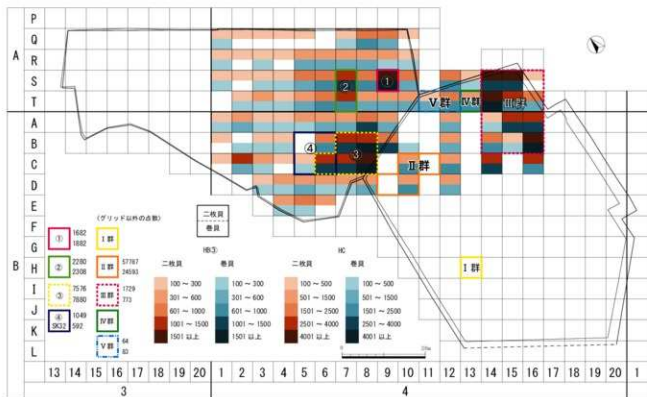 A
P
Q
R
S
T
B
A
B
C
D
E
F
G
H
I
J
K
L
①
②
③
④
Ⅴ群
Ⅳ群
Ⅲ群
Ⅱ群
Ⅰ群
二枚貝
巻貝
(グリッド以外の点数)
① 1682
1882
② 2280
2308
③ 7576
7680
④ 1049
SK32 592
Ⅰ群
Ⅱ群 57787
Ⅲ群 1729
773
Ⅳ群
Ⅴ群 64
83
HB③
二枚貝 巻貝
100 ～ 300 100 ～ 300
301 ～ 600 301 ～ 600
601 ～ 1000 601 ～ 1000
1001 ～ 1500 1001 ～ 1500
1501 以上 1501 以上
HC
二枚貝 巻貝
100 ～ 500 100 ～ 500
501 ～ 1500 501 ～ 1500
1501 ～ 2500 1501 ～ 2500
2501 ～ 4000 2501 ～ 4000
4001 以上 4001 以上
0 20m
13 14 15 16 17 18 19 20 1 2 3 4 5 6 7 8 9 10 11 12 13 14 15 16 17 18 19 20 1
3 4